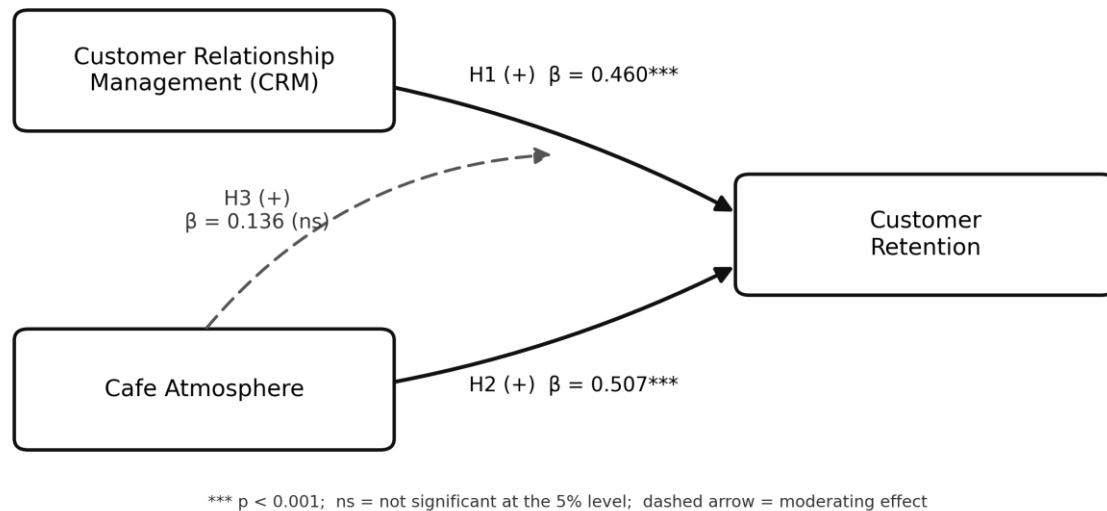 Customer Relationship
Management (CRM)
H1 (+)  β = 0.460***
H3 (+)
β = 0.136 (ns)
Customer
Retention
Cafe Atmosphere
H2 (+)  β = 0.507***
*** p < 0.001;  ns = not significant at the 5% level;  dashed arrow = moderating effect